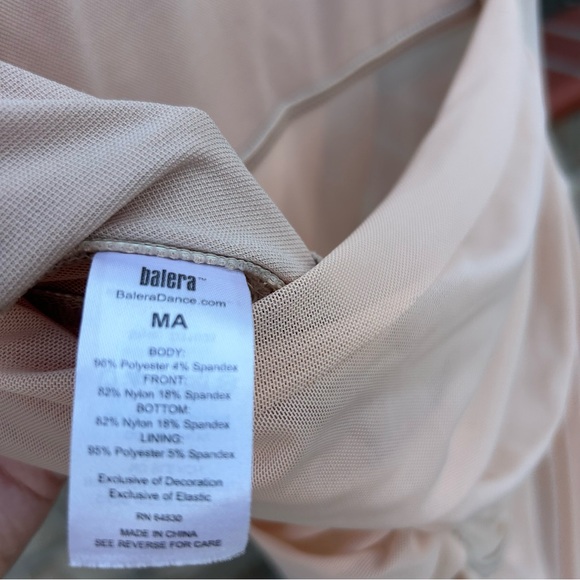 balera™
BaleraDance.com
MA
BODY:
96% Polyester 4% Spandex
FRONT:
82% Nylon 18% Spandex
BOTTOM:
82% Nylon 18% Spandex
LINING:
95% Polyester 5% Spandex
Exclusive of Decoration
Exclusive of Elastic
RN 64530
MADE IN CHINA
SEE REVERSE FOR CARE